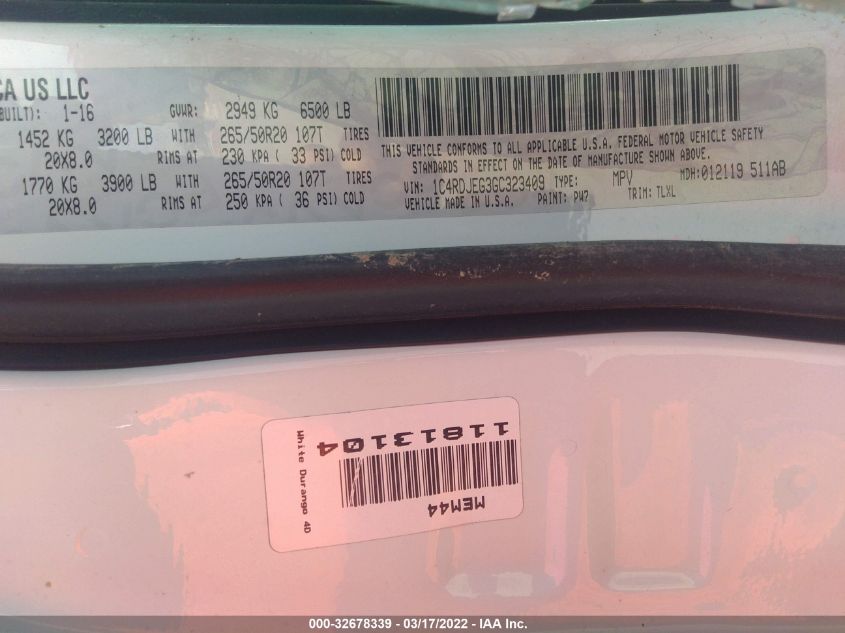 CA US LLC
BUILT): 1-16 GVWR: 2949 KG 6500 LB
1452 KG 3200 LB WITH 265/50R20 107T TIRES
20X8.0 RIMS AT 230 KPA ( 33 PSI) COLD
1770 KG 3900 LB WITH 265/50R20 107T TIRES
20X8.0 RIMS AT 250 KPA ( 36 PSI) COLD
THIS VEHICLE CONFORMS TO ALL APPLICABLE U.S.A. FEDERAL MOTOR VEHICLE SAFETY
STANDARDS IN EFFECT ON THE DATE OF MANUFACTURE SHOWN ABOVE.
VIN: 1C4RDJEG3GC323409 TYPE: MPV MDH: 012119 511AB
VEHICLE MADE IN U.S.A. PAINT: PW7 TRIM: TLXL
11813104
MEM44
White Durango 4D
000-32678339 - 03/17/2022 - IAA Inc.